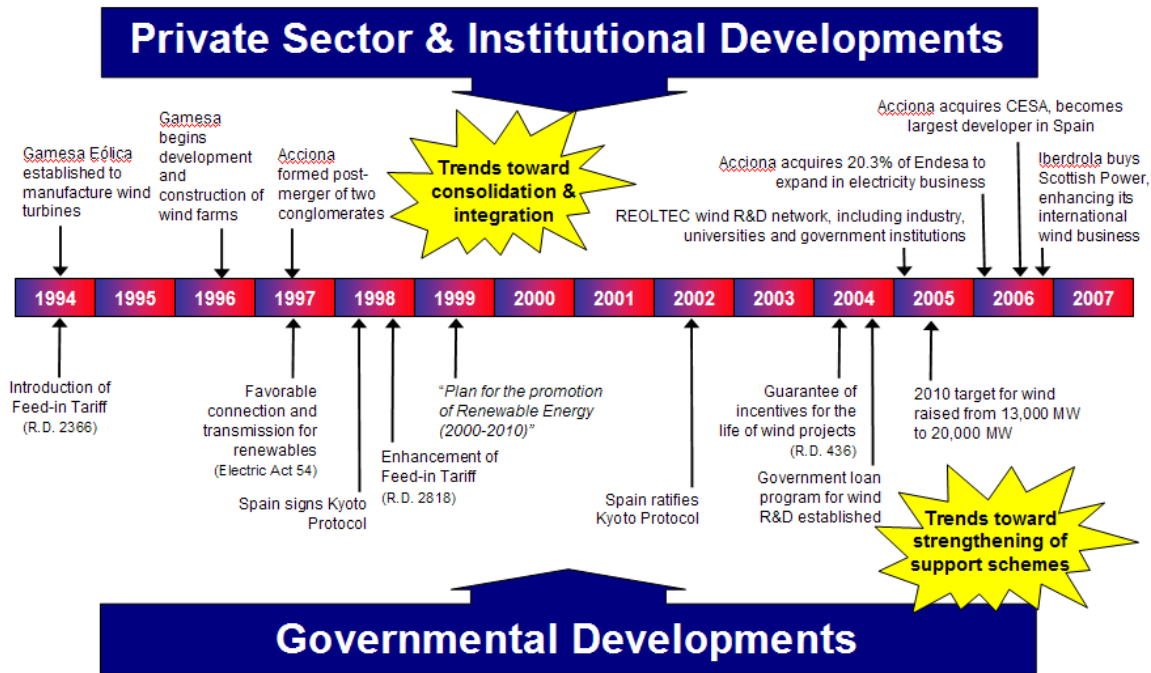 Private Sector & Institutional Developments
Gamesa Eólica
established to
manufacture wind
turbines
Gamesa
begins
development
and
construction of
wind farms
Acciona
formed post-
merger of two
conglomerates
Trends toward
consolidation &
integration
Acciona acquires CESA, becomes
largest developer in Spain
Acciona acquires 20.3% of Endesa to
expand in electricity business
REOLTEC wind R&D network, including industry,
universities and government institutions
Iberdrola buys
Scottish Power,
enhancing its
international
wind business
1994 1995 1996 1997 1998 1999 2000 2001 2002 2003 2004 2005 2006 2007
Introduction of
Feed-in Tariff
(R.D. 2366)
Favorable
connection and
transmission for
renewables
(Electric Act 54)
Spain signs Kyoto
Protocol
Enhancement of
Feed-in Tariff
(R.D. 2818)
“Plan for the promotion
of Renewable Energy
(2000-2010)”
Spain ratifies
Kyoto Protocol
Guarantee of
incentives for the
life of wind projects
(R.D. 436)
Government loan
program for wind
R&D established
2010 target for wind
raised from 13,000 MW
to 20,000 MW
Trends toward
strengthening of
support schemes
Governmental Developments